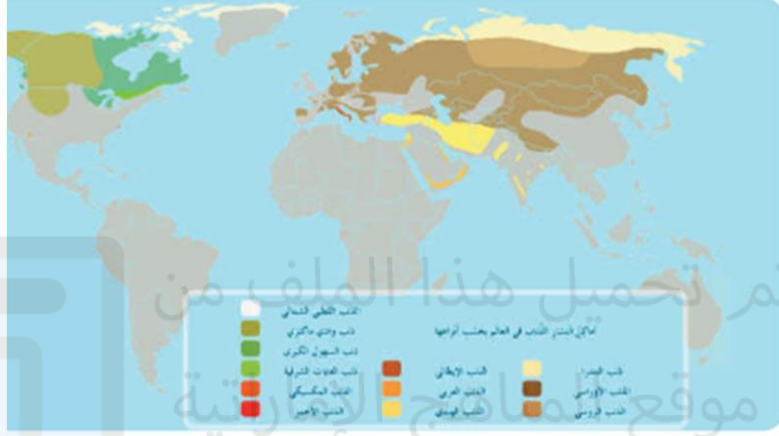 أماكن انتشار الذئاب في العالم بحسب أنواعها
ذئب التندرا
الذئب الأوراسي
الذئب الروسي
الذئب الإيطالي
الذئب العربي
الذئب الهندي
الذئب القطبي الشمالي
ذئب وادي ماكنزي
ذئب السهول الكبرى
ذئب الغابات الشرقية
الذئب المكسيكي
الذئب الأحمر
تم تحميل هذا الملف من
موقع المناهج الإماراتية